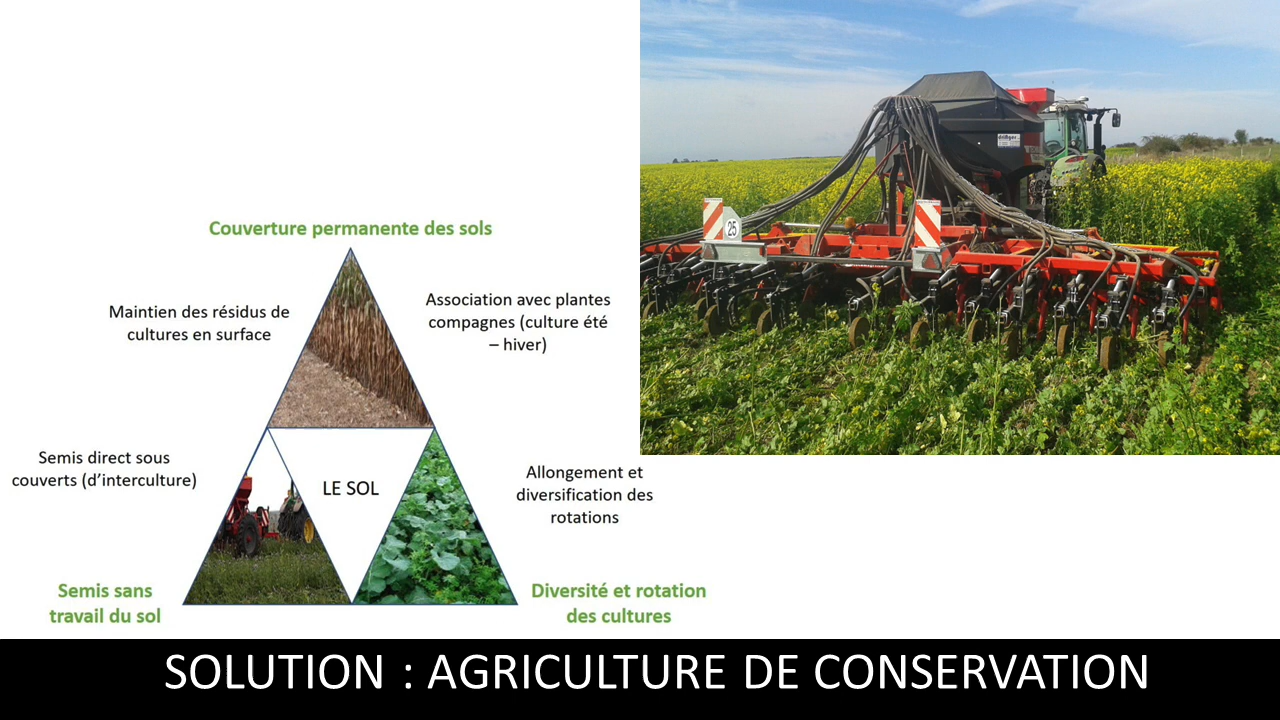 Couverture permanente des sols
Maintien des résidus de
cultures en surface
Association avec plantes
compagnes (culture été
– hiver)
Semis direct sous
couverts (d’interculture)
LE SOL
Allongement et
diversification des
rotations
Semis sans
travail du sol
Diversité et rotation
des cultures
25
SOLUTION : AGRICULTURE DE CONSERVATION